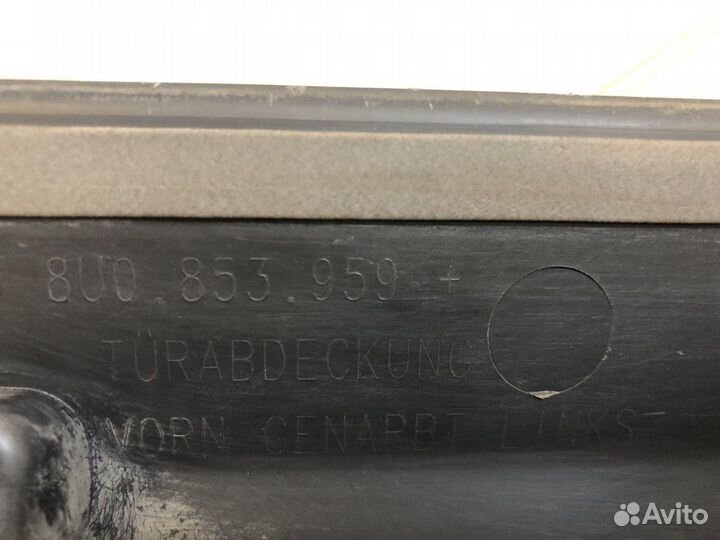 8U0.853.959 +
TÜRABDECKUNG
VORN GENARBT LINKS
Avito